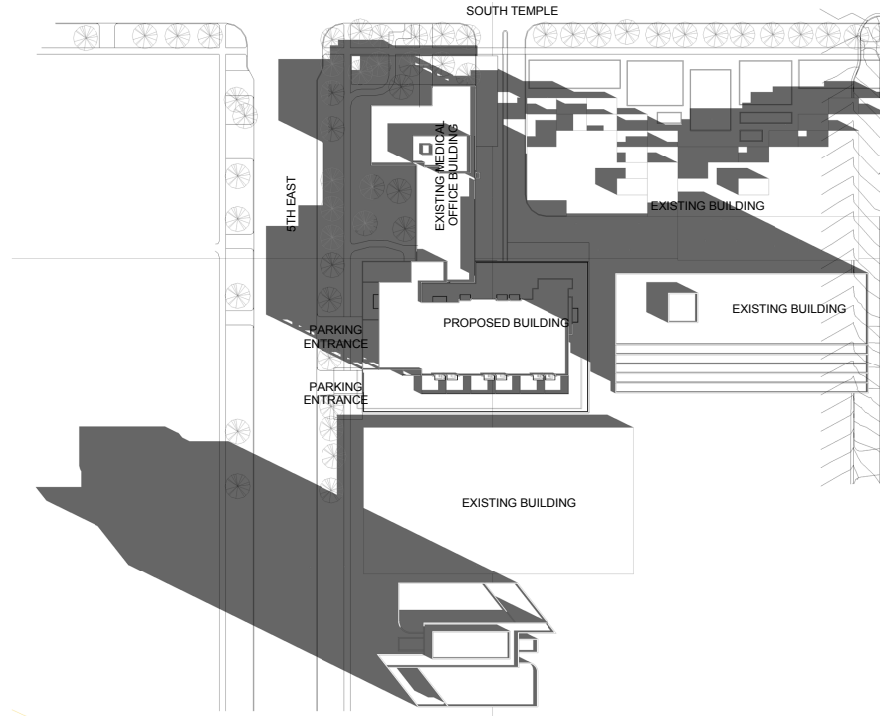 SOUTH TEMPLE
5TH EAST
EXISTING MEDICAL
OFFICE BUILDING
EXISTING BUILDING
EXISTING BUILDING
PROPOSED BUILDING
PARKING
ENTRANCE
PARKING
ENTRANCE
EXISTING BUILDING